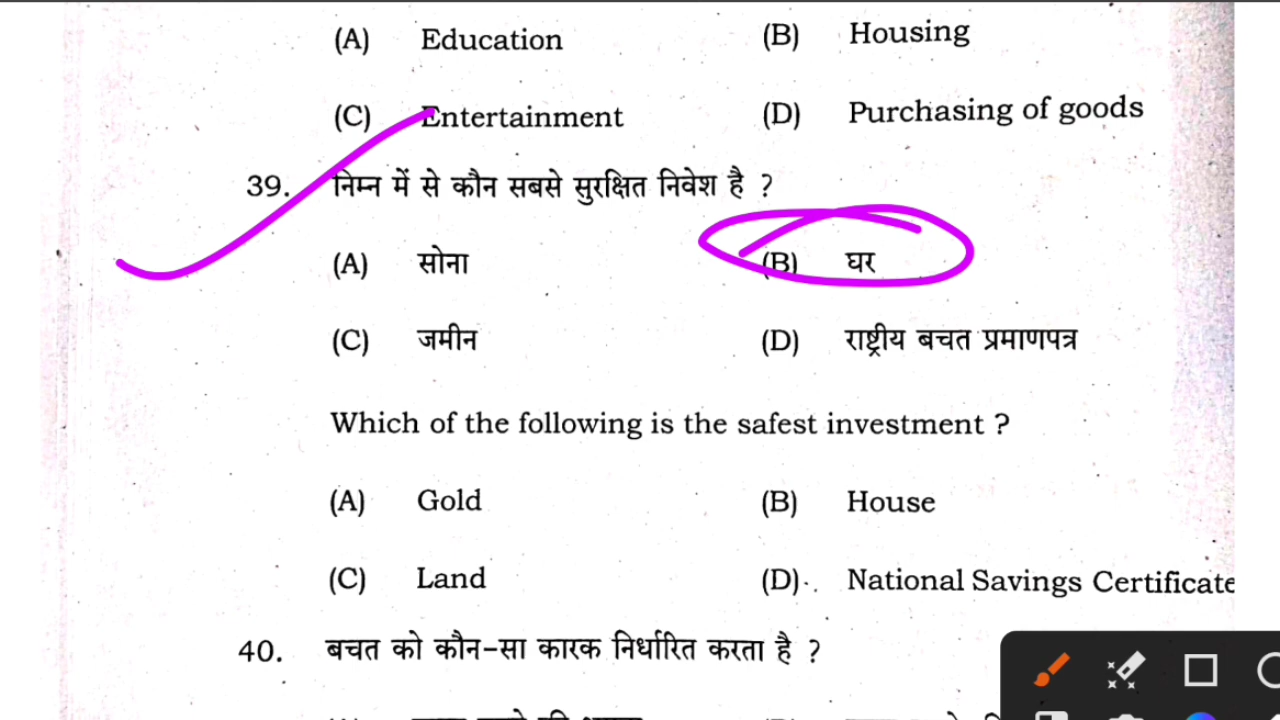 (A) Education (B) Housing
(C) Entertainment (D) Purchasing of goods
39. निम्न में से कौन सबसे सुरक्षित निवेश है ?
(A) सोना (B) घर
(C) जमीन (D) राष्ट्रीय बचत प्रमाणपत्र
Which of the following is the safest investment ?
(A) Gold (B) House
(C) Land (D) National Savings Certificate
40. बचत को कौन-सा कारक निर्धारित करता है ?